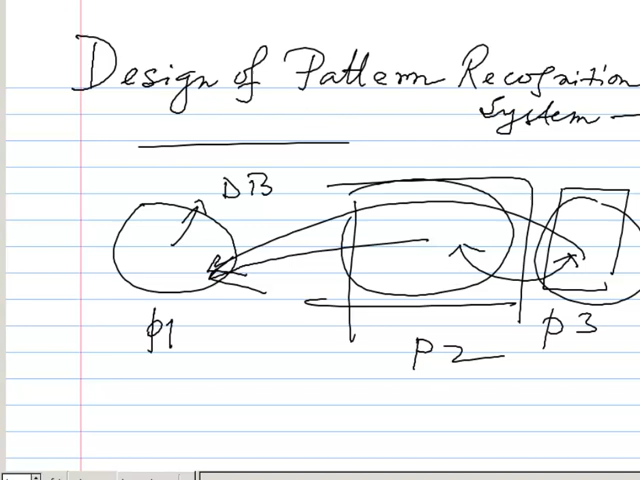 Design of Pattern Recognition
System -
DB
p1
P2
p3